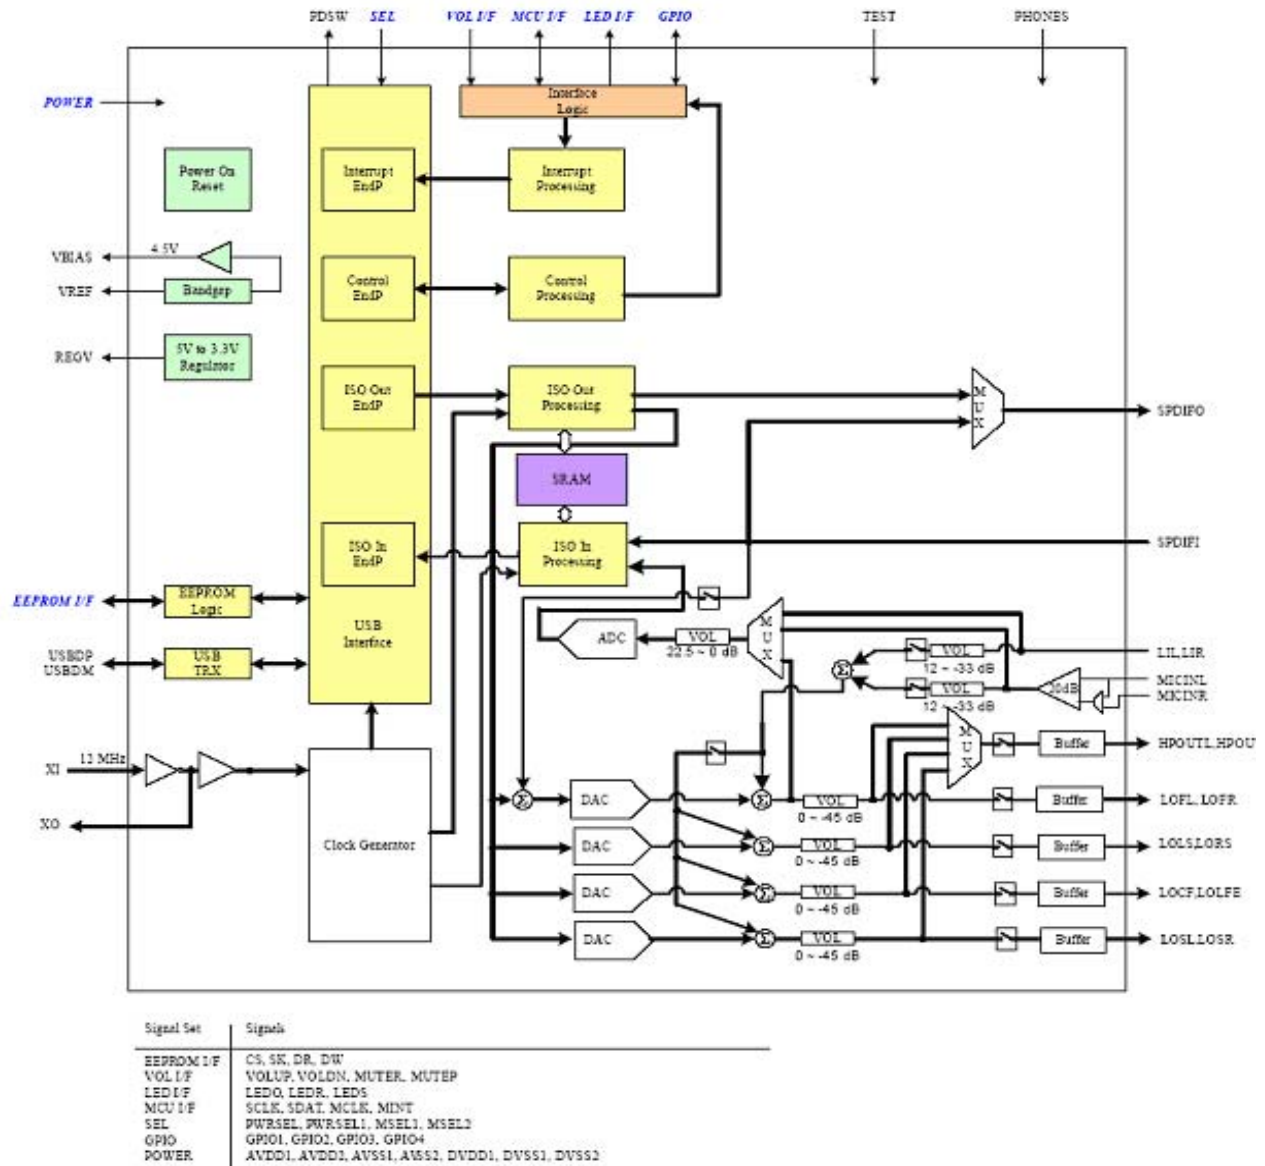 PDSW SEL VOL I/F MCU I/F LED I/F GPIO TEST PHONES
POWER
Interface
Logic
Power On
Reset
Interrupt
EndP
Interrupt
Processing
4.5V
VBIAS
VREF
Bandgap
Control
EndP
Control
Processing
REGV
5V to 3.3V
Regulator
ISO Out
EndP
ISO Out
Processing
MUX
SPDIFO
SRAM
ISO In
EndP
ISO In
Processing
SPDIFI
EEPROM I/F
EEPROM
Logic
USB
Interface
USBDP
USBDM
USB
TRX
ADC
VOL
22.5 ~ 0 dB
MUX
Σ
VOL
12 ~ -33 dB
LIL,LIR
VOL
12 ~ -33 dB
20dB
MICINL
MICINR
MUX
Buffer
HPOUTL,HPOU
XI
12 MHz
XO
Clock Generator
Σ
DAC
Σ
VOL
0 ~ -45 dB
Buffer
LOFL, LOFR
DAC
Σ
VOL
0 ~ -45 dB
Buffer
LOLS,LORS
DAC
Σ
VOL
0 ~ -45 dB
Buffer
LOCF,LOLFE
DAC
Σ
VOL
0 ~ -45 dB
Buffer
LOSL,LOSR
Signal Set Signals
EEPROM I/F CS, SK, DR, DW
VOL I/F VOLUP, VOLDN, MUTER, MUTEP
LED I/F LEDO, LEDR, LEDS
MCU I/F SCLK, SDAT, MCLK, MINT
SEL PWRSEL, PWRSEL1, MSEL1, MSEL2
GPIO GPIO1, GPIO2, GPIO3, GPIO4
POWER AVDD1, AVDD2, AVSS1, AVSS2, DVDD1, DVSS1, DVSS2